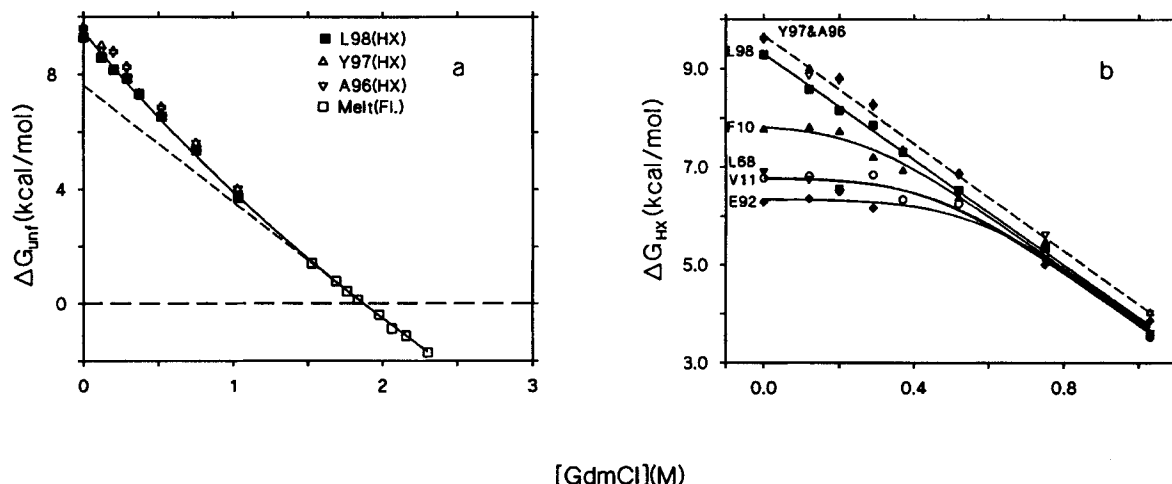 a
L98(HX)
Y97(HX)
A96(HX)
Melt(Fl.)
ΔGunf(kcal/mol)
8
4
0
0
1
2
3
b
Y97&A96
L98
F10
L68
V11
E92
ΔGHX(kcal/mol)
9.0
7.0
5.0
3.0
0.0
0.4
0.8
[GdmCl](M)